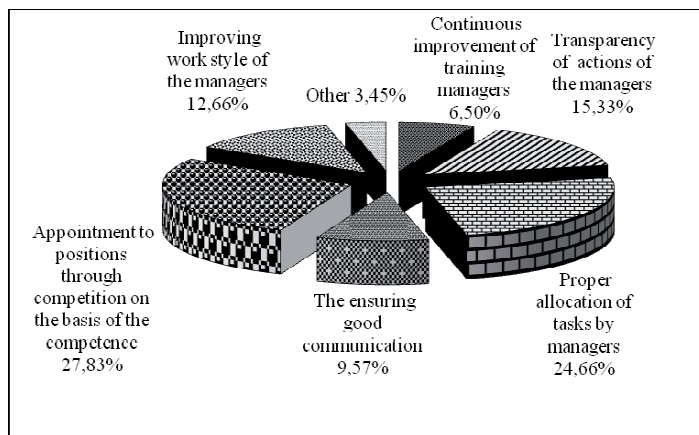 Improving
work style of
the managers
12,66%
Other 3,45%
Continuous
improvement of
training
managers
6,50%
Transparency
of actions of
the managers
15,33%
Appointment to
positions
through
competition on
the basis of the
competence
27,83%
The ensuring
good
communication
9,57%
Proper
allocation of
tasks by
managers
24,66%